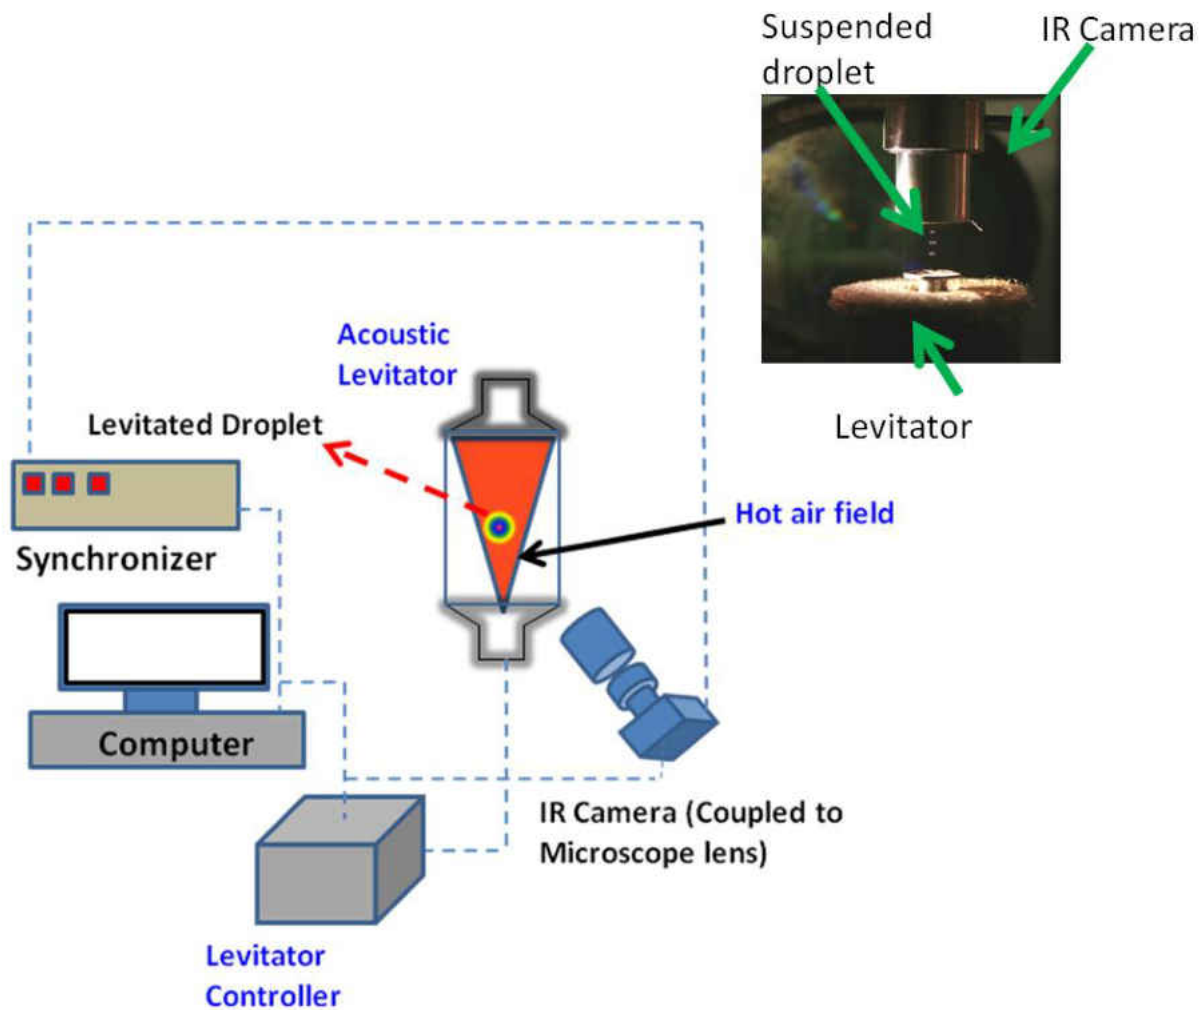 Suspended
droplet
IR Camera
Levitator
Acoustic
Levitator
Levitated Droplet
Hot air field
Synchronizer
Computer
IR Camera (Coupled to
Microscope lens)
Levitator
Controller